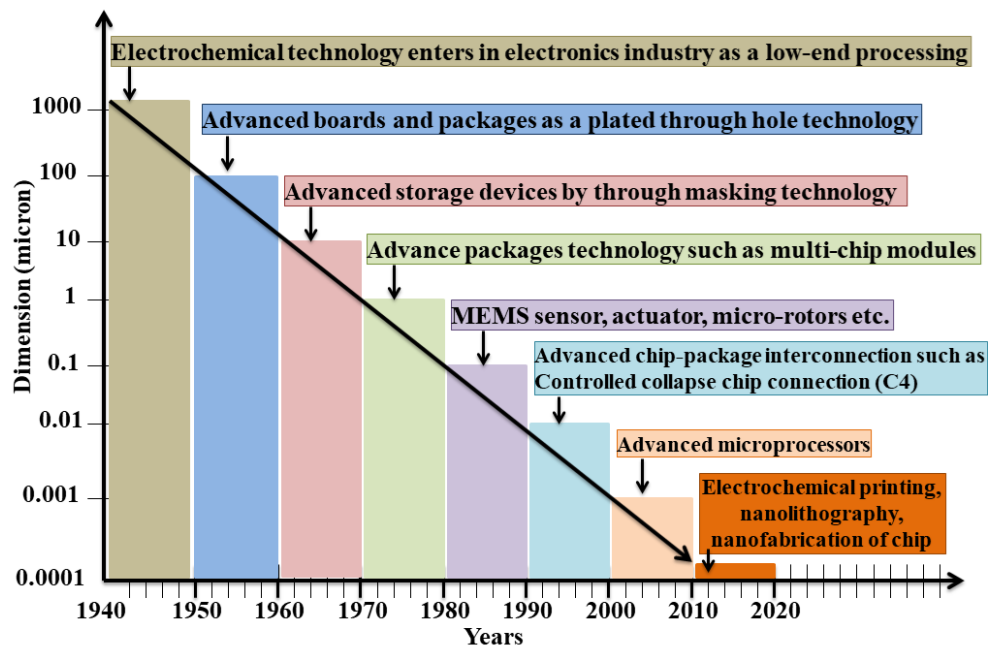 Electrochemical technology enters in electronics industry as a low-end processing
1000
Advanced boards and packages as a plated through hole technology
100
Advanced storage devices by through masking technology
10
Advance packages technology such as multi-chip modules
1
MEMS sensor, actuator, micro-rotors etc.
0.1
Advanced chip-package interconnection such as
Controlled collapse chip connection (C4)
0.01
Advanced microprocessors
0.001
Electrochemical printing,
nanolithography,
nanofabrication of chip
0.0001
Dimension (micron)
1940 1950 1960 1970 1980 1990 2000 2010 2020
Years